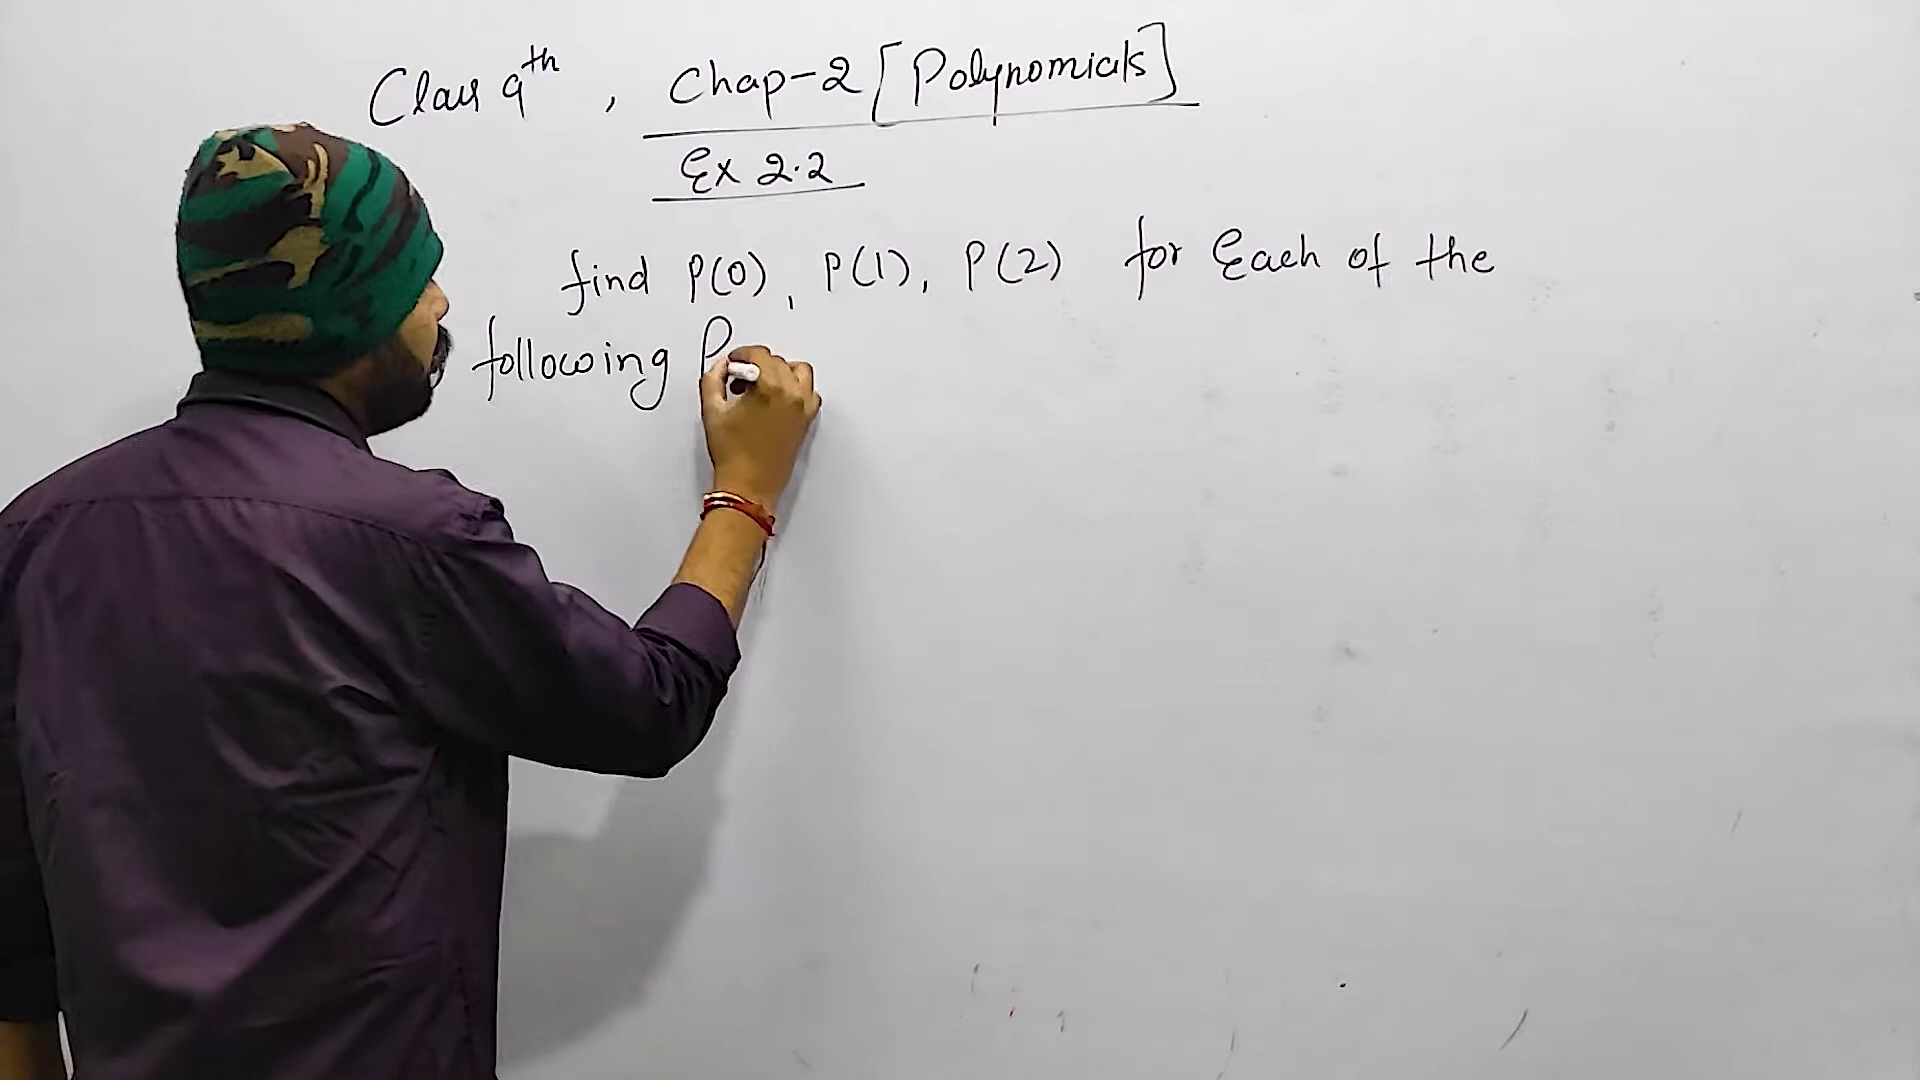 Class 9th, Chap-2 [Polynomials]
Ex 2.2
find P(0), P(1), P(2) for Each of the
following P